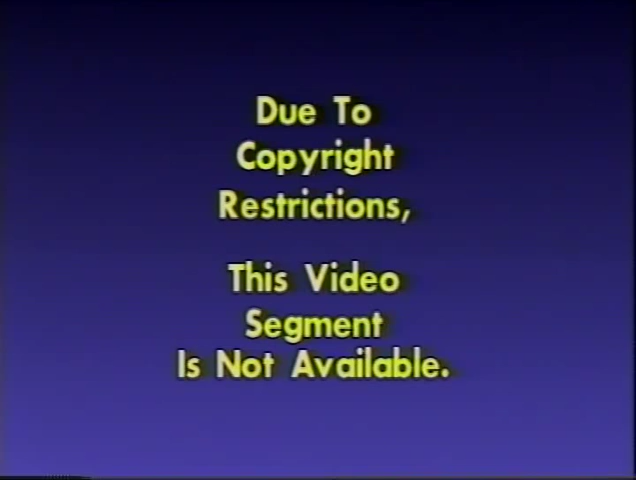 Due To
Copyright
Restrictions,
This Video
Segment
Is Not Available.